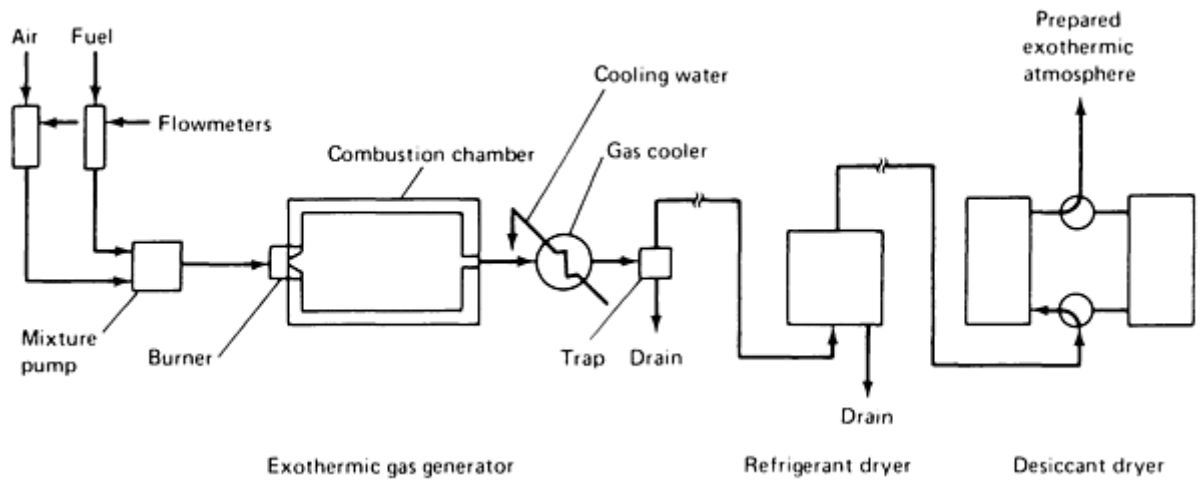 Air
Fuel
Flowmeters
Mixture
pump
Burner
Combustion chamber
Cooling water
Gas cooler
Trap
Drain
Drain
Prepared
exothermic
atmosphere
Exothermic gas generator
Refrigerant dryer
Desiccant dryer